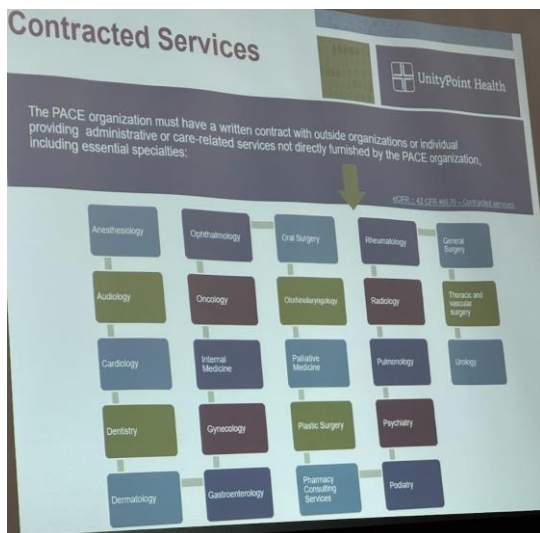 Contracted Services
UnityPoint Health
The PACE organization must have a written contract with outside organizations or individual
providing administrative or care-related services not directly furnished by the PACE organization,
including essential specialties:
eCFR :: 42 CFR 460.70 – Contracted services
Anesthesiology
Audiology
Cardiology
Dentistry
Dermatology
Gastroenterology
Gynecology
Internal
Medicine
Oncology
Ophthalmology
Oral Surgery
Otorhinolaryngology
Palliative
Medicine
Plastic Surgery
Pharmacy
Consulting
Services
Podiatry
Psychiatry
Pulmonology
Radiology
Rheumatology
General
Surgery
Thoracic and
vascular
surgery
Urology